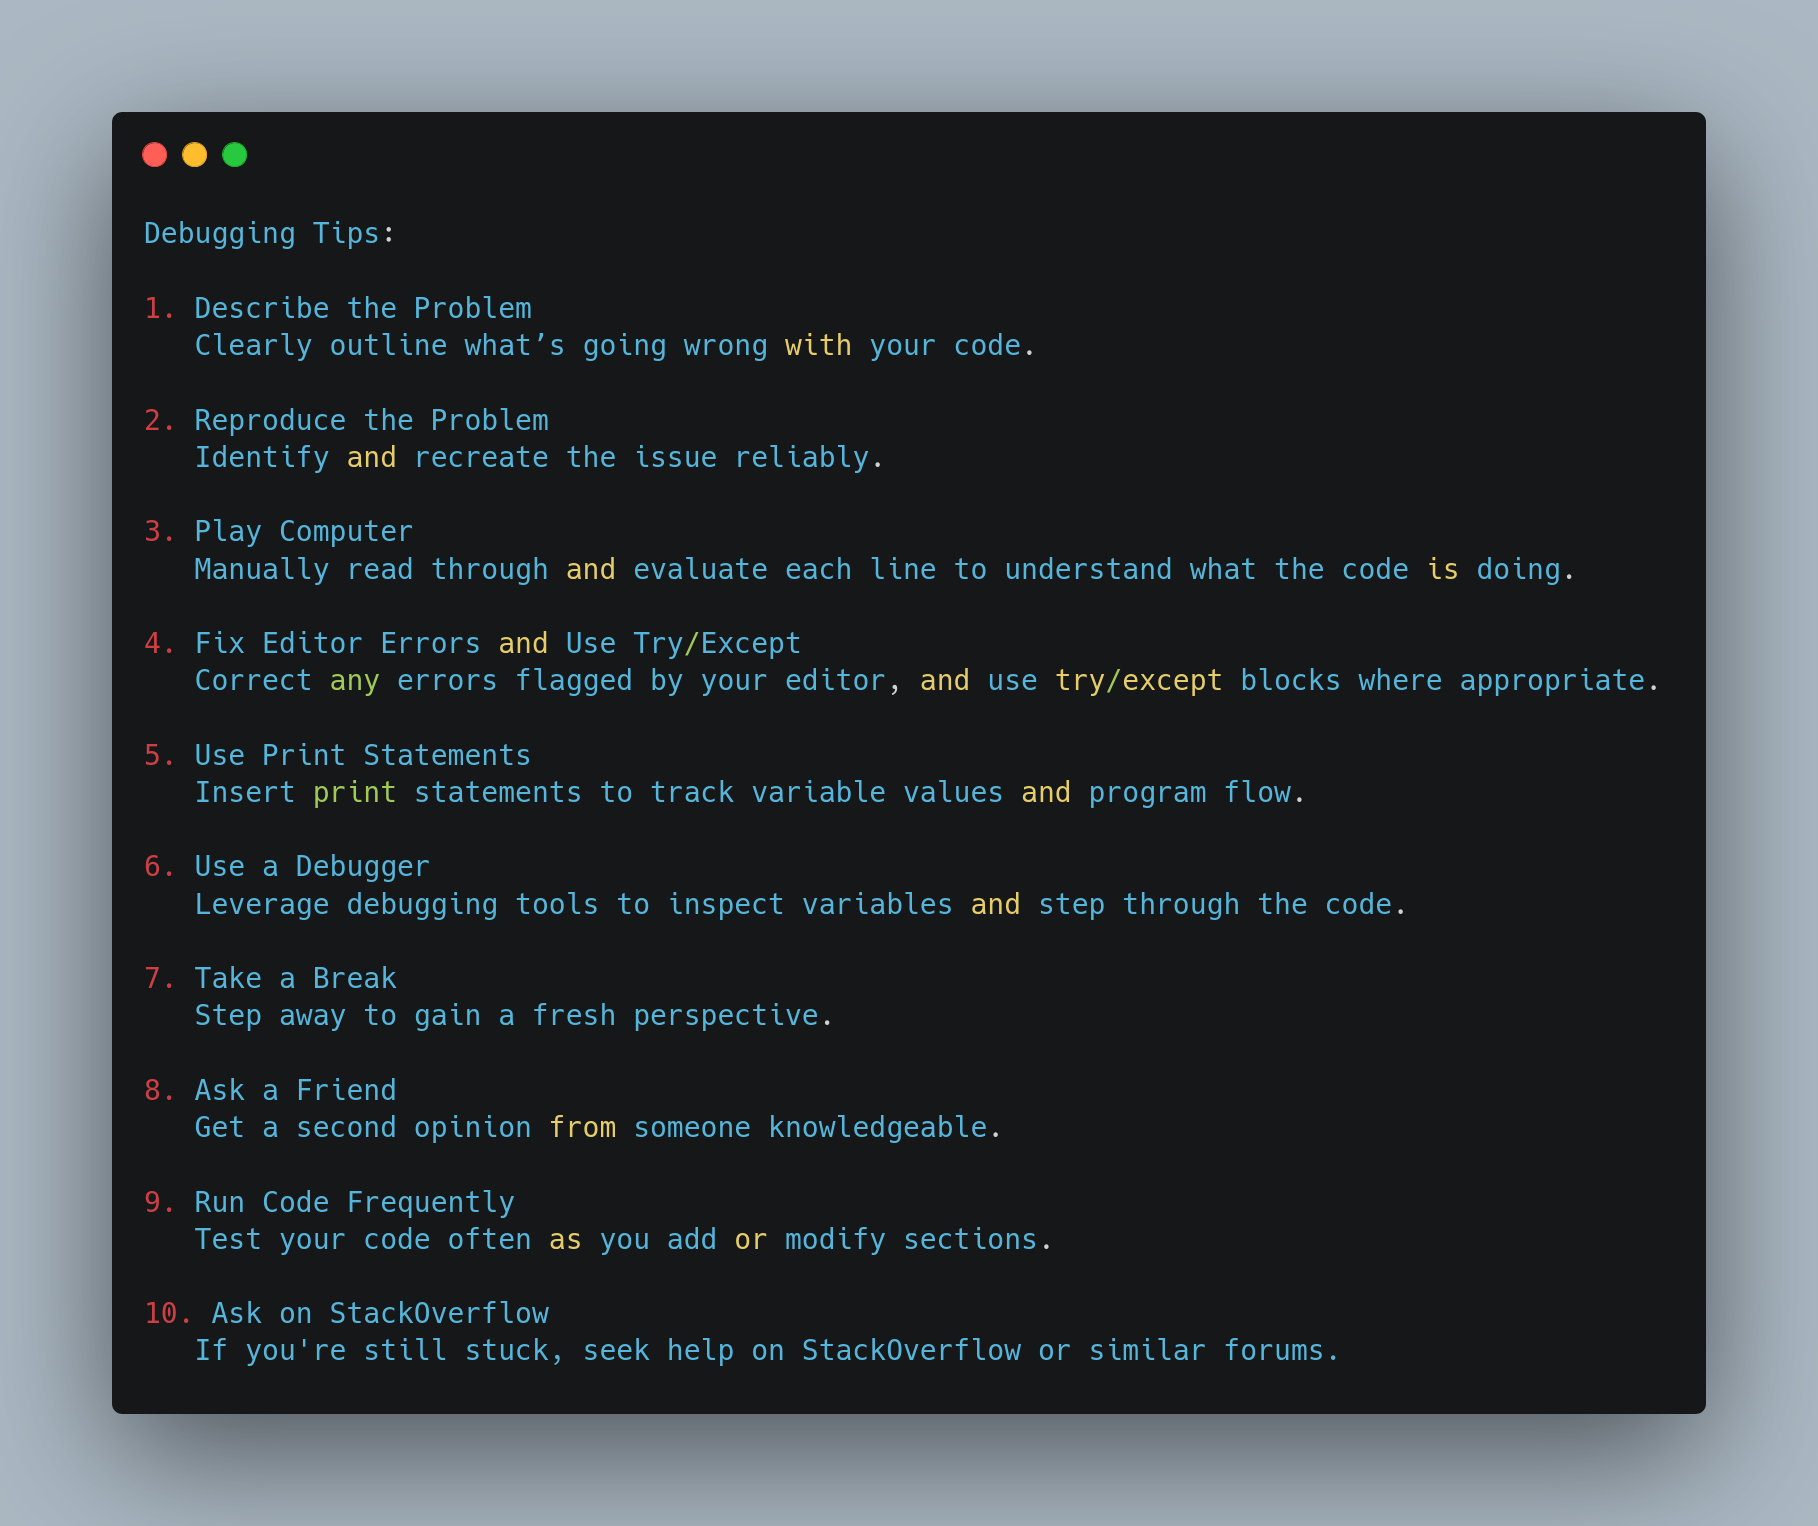 Debugging Tips:
1. Describe the Problem
Clearly outline what’s going wrong with your code.
2. Reproduce the Problem
Identify and recreate the issue reliably.
3. Play Computer
Manually read through and evaluate each line to understand what the code is doing.
4. Fix Editor Errors and Use Try/Except
Correct any errors flagged by your editor, and use try/except blocks where appropriate.
5. Use Print Statements
Insert print statements to track variable values and program flow.
6. Use a Debugger
Leverage debugging tools to inspect variables and step through the code.
7. Take a Break
Step away to gain a fresh perspective.
8. Ask a Friend
Get a second opinion from someone knowledgeable.
9. Run Code Frequently
Test your code often as you add or modify sections.
10. Ask on StackOverflow
If you're still stuck, seek help on StackOverflow or similar forums.